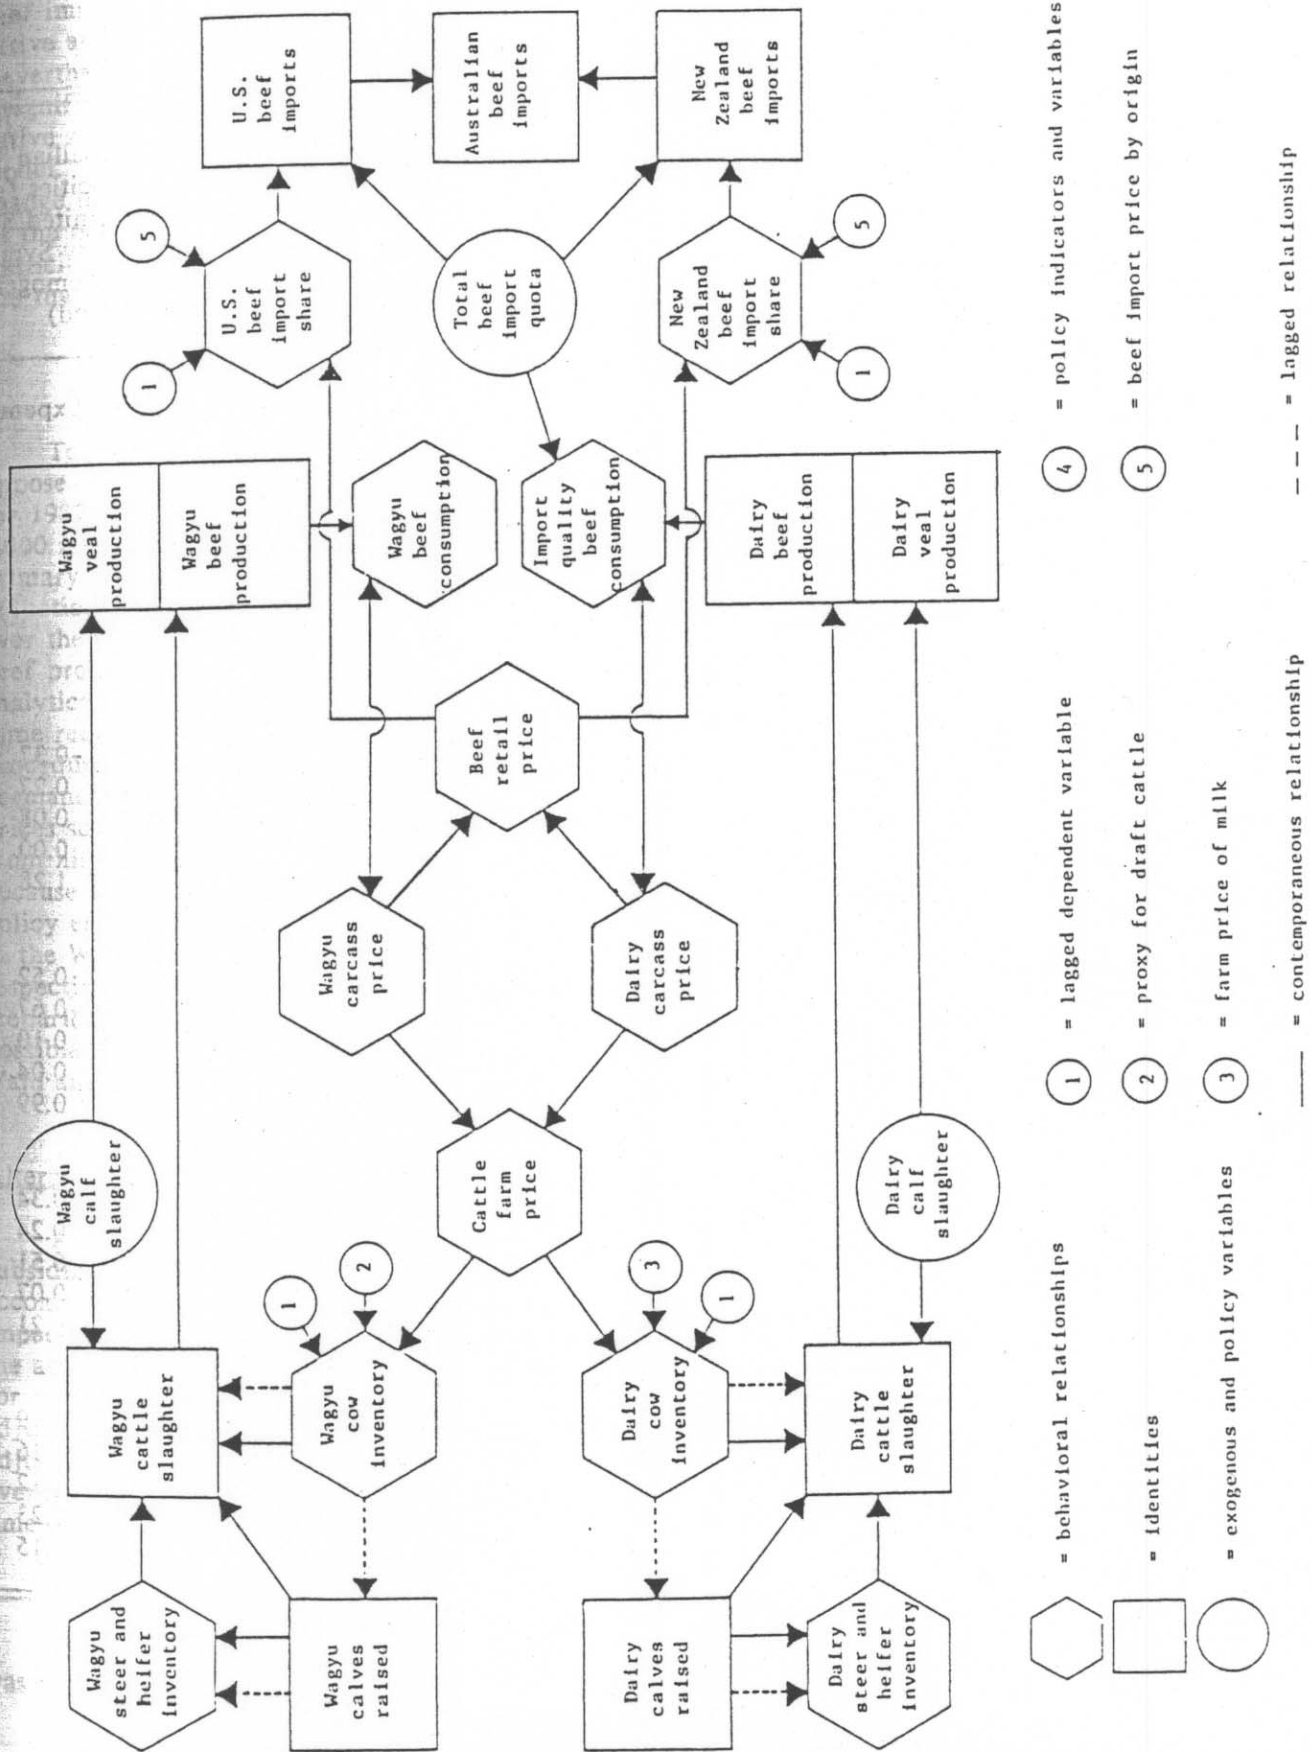 Wagyu
steer and
heifer
inventory
Wagyu
calves
raised
Dairy
calves
raised
Dairy
steer and
heifer
inventory
Wagyu
cattle
slaughter
1
2
Wagyu
cow
inventory
3
1
Dairy
cow
inventory
Dairy
cattle
slaughter
Wagyu
calf
slaughter
Cattle
farm
price
Dairy
calf
slaughter
Wagyu
carcass
price
Dairy
carcass
price
Beef
retail
price
Wagyu
veal
production
Wagyu
beef
production
Wagyu
beef
consumption
Import
quality
beef
consumption
Dairy
beef
production
Dairy
veal
production
1
5
U.S.
beef
import
share
Total
beef
import
quota
New
Zealand
beef
import
share
1
5
U.S.
beef
imports
Australian
beef
imports
New
Zealand
beef
imports
= behavioral relationships
= identities
= exogenous and policy variables
1 = lagged dependent variable
2 = proxy for draft cattle
3 = farm price of milk
4 = policy indicators and variables
5 = beef import price by origin
= contemporaneous relationship
= lagged relationship